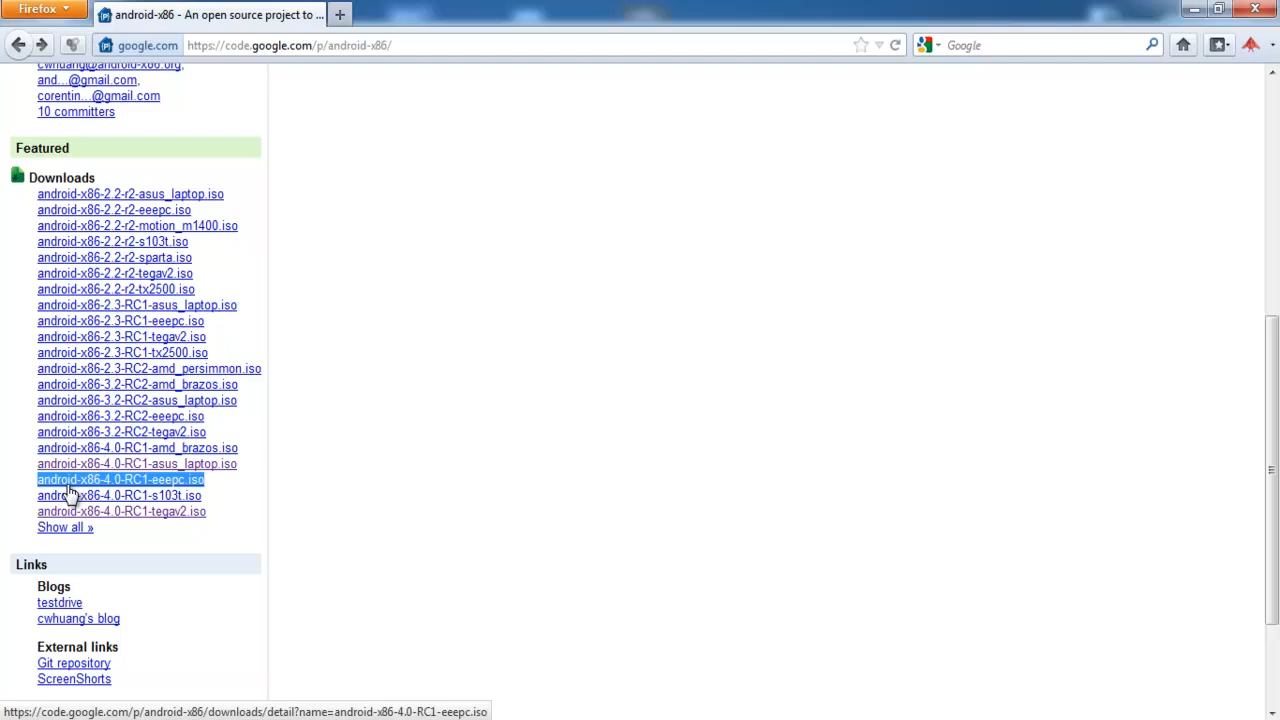 Firefox
android-x86 - An open source project to ...
google.com
https://code.google.com/p/android-x86/
Google
cwhuang@android-x86.org,
and...@gmail.com,
corentin...@gmail.com
10 committers
Featured
Downloads
android-x86-2.2-r2-asus_laptop.iso
android-x86-2.2-r2-eeepc.iso
android-x86-2.2-r2-motion_m1400.iso
android-x86-2.2-r2-s103t.iso
android-x86-2.2-r2-sparta.iso
android-x86-2.2-r2-tegav2.iso
android-x86-2.2-r2-tx2500.iso
android-x86-2.3-RC1-asus_laptop.iso
android-x86-2.3-RC1-eeepc.iso
android-x86-2.3-RC1-tegav2.iso
android-x86-2.3-RC1-tx2500.iso
android-x86-2.3-RC2-amd_persimmon.iso
android-x86-3.2-RC2-amd_brazos.iso
android-x86-3.2-RC2-asus_laptop.iso
android-x86-3.2-RC2-eeepc.iso
android-x86-3.2-RC2-tegav2.iso
android-x86-4.0-RC1-amd_brazos.iso
android-x86-4.0-RC1-asus_laptop.iso
android-x86-4.0-RC1-eeepc.iso
android-x86-4.0-RC1-s103t.iso
android-x86-4.0-RC1-tegav2.iso
Show all »
Links
Blogs
testdrive
cwhuang's blog
External links
Git repository
ScreenShorts
https://code.google.com/p/android-x86/downloads/detail?name=android-x86-4.0-RC1-eeepc.iso